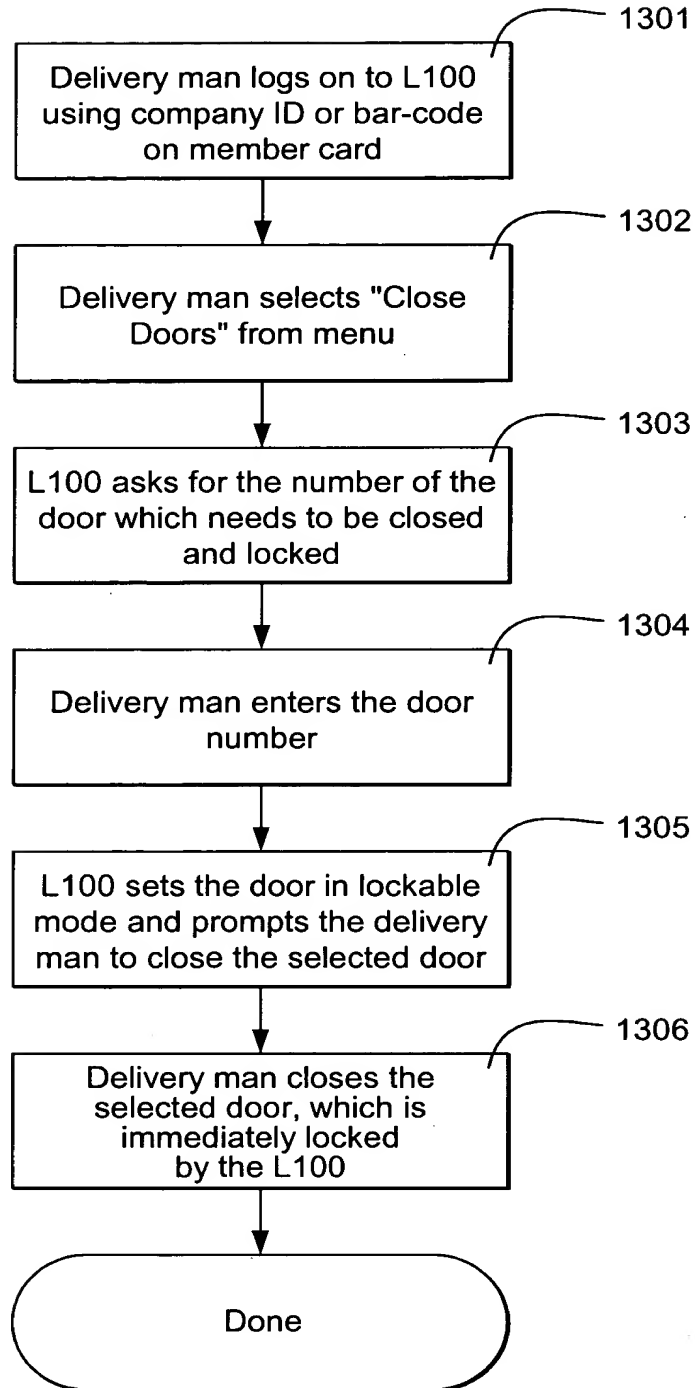 1301
Delivery man logs on to L100
using company ID or bar-code
on member card
1302
Delivery man selects "Close
Doors" from menu
1303
L100 asks for the number of the
door which needs to be closed
and locked
1304
Delivery man enters the door
number
1305
L100 sets the door in lockable
mode and prompts the delivery
man to close the selected door
1306
Delivery man closes the
selected door, which is
immediately locked
by the L100
Done